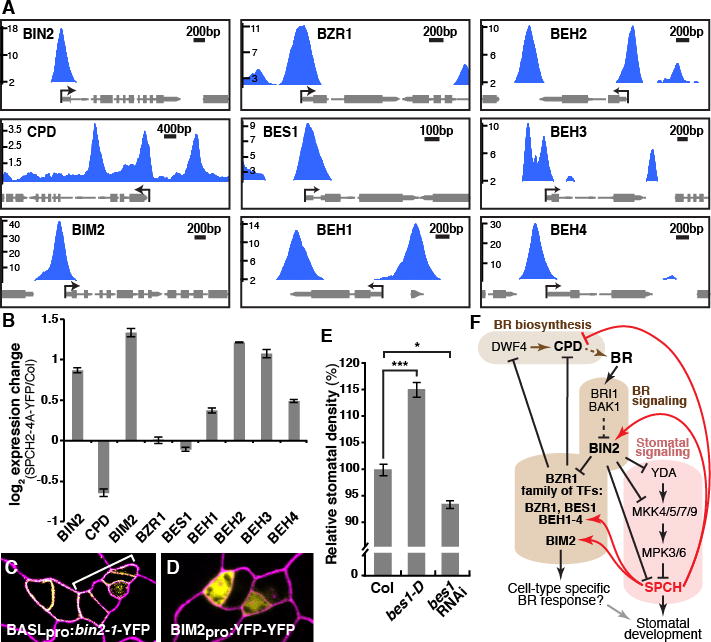 A
BIN2
200bp
18
10
2
BZR1
200bp
11
7
3
BEH2
200bp
10
6
2
CPD
400bp
3.5
2.5
1.5
BES1
100bp
9
6
3
BEH3
200bp
10
6
2
BIM2
200bp
40
30
20
10
BEH1
200bp
14
10
6
2
BEH4
200bp
30
20
10
B
log2 expression change
(SPCH2-4A-YFP/Col)
1.5
1
0.5
0
-0.5
-1
BIN2
CPD
BIM2
BZR1
BES1
BEH1
BEH2
BEH3
BEH4
C
BASLpro:bin2-1-YFP
D
BIM2pro:YFP-YFP
E
Relative stomatal density (%)
120
115
110
105
100
95
90
0
*
***
Col
bes1-D
bes1
RNAi
F
BR biosynthesis
DWF4
CPD
BR
BRI1
BAK1
BR
signaling
BIN2
Stomatal
signaling
BZR1
family of TFs:
BZR1, BES1
BEH1-4
BIM2
YDA
MKK4/5/7/9
MPK3/6
SPCH
Cell-type specific
BR response?
Stomatal
development